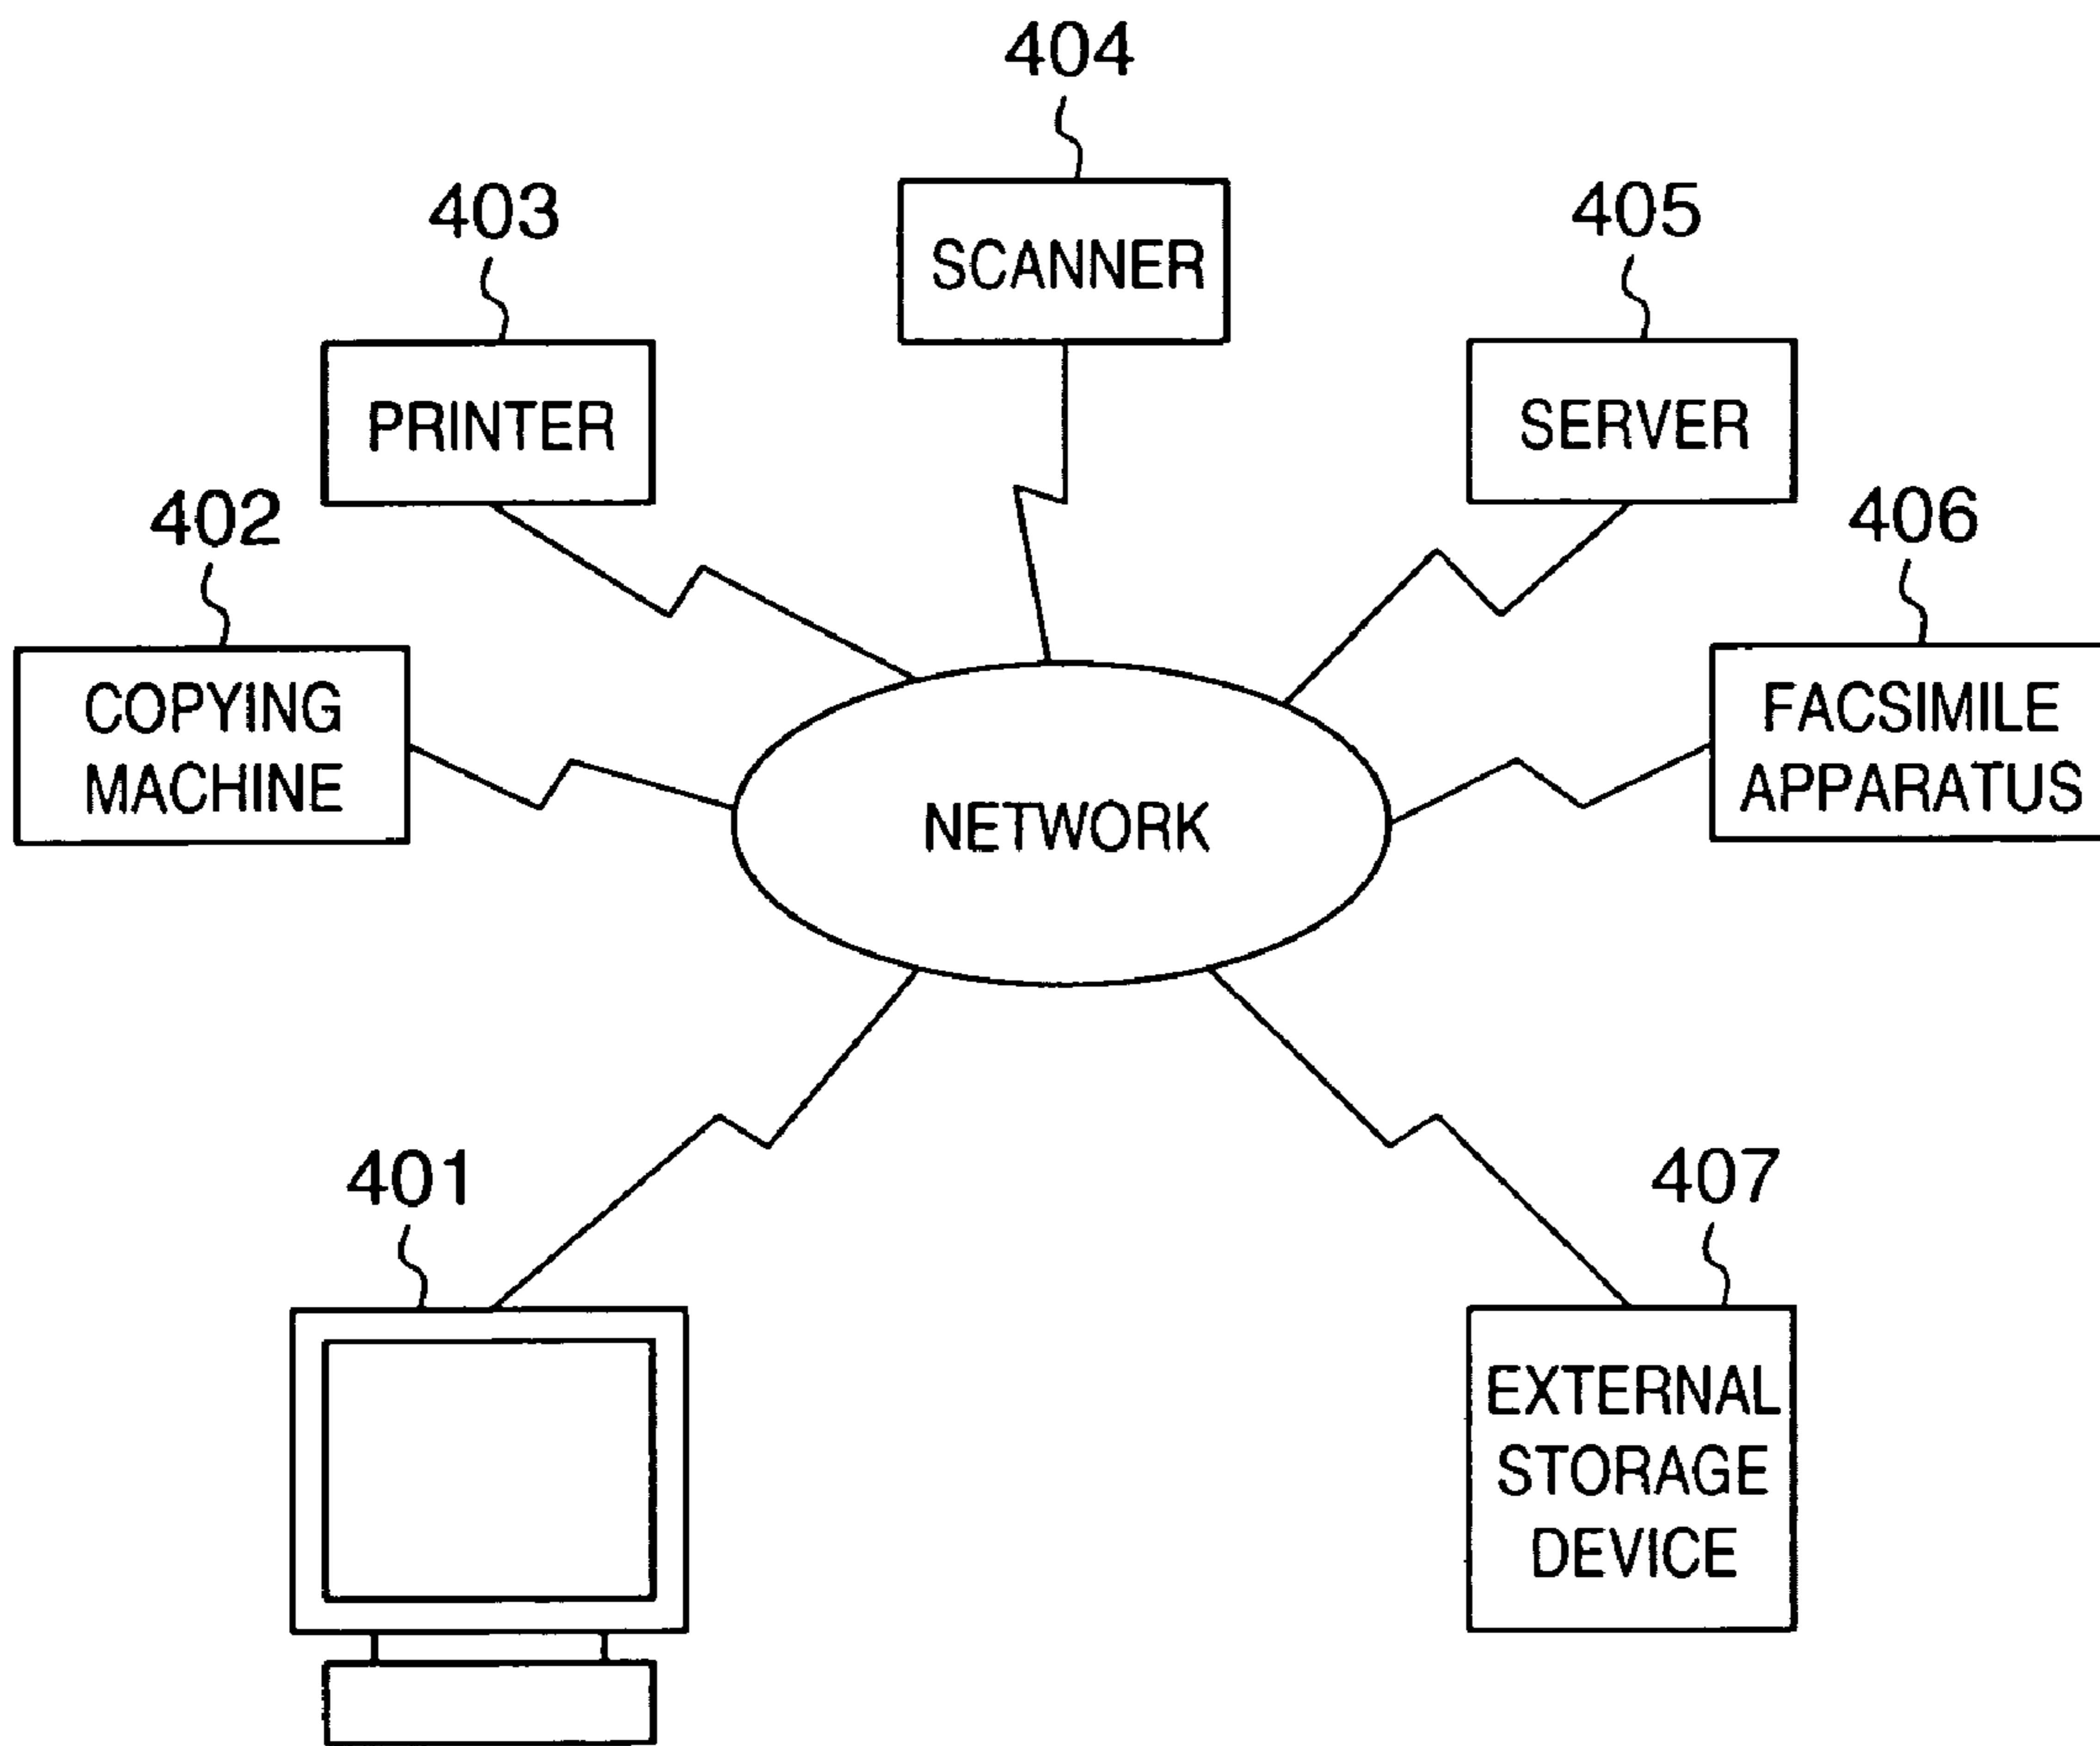 404
SCANNER
403
PRINTER
405
SERVER
402
COPYING
MACHINE
406
FACSIMILE
APPARATUS
NETWORK
401
407
EXTERNAL
STORAGE
DEVICE